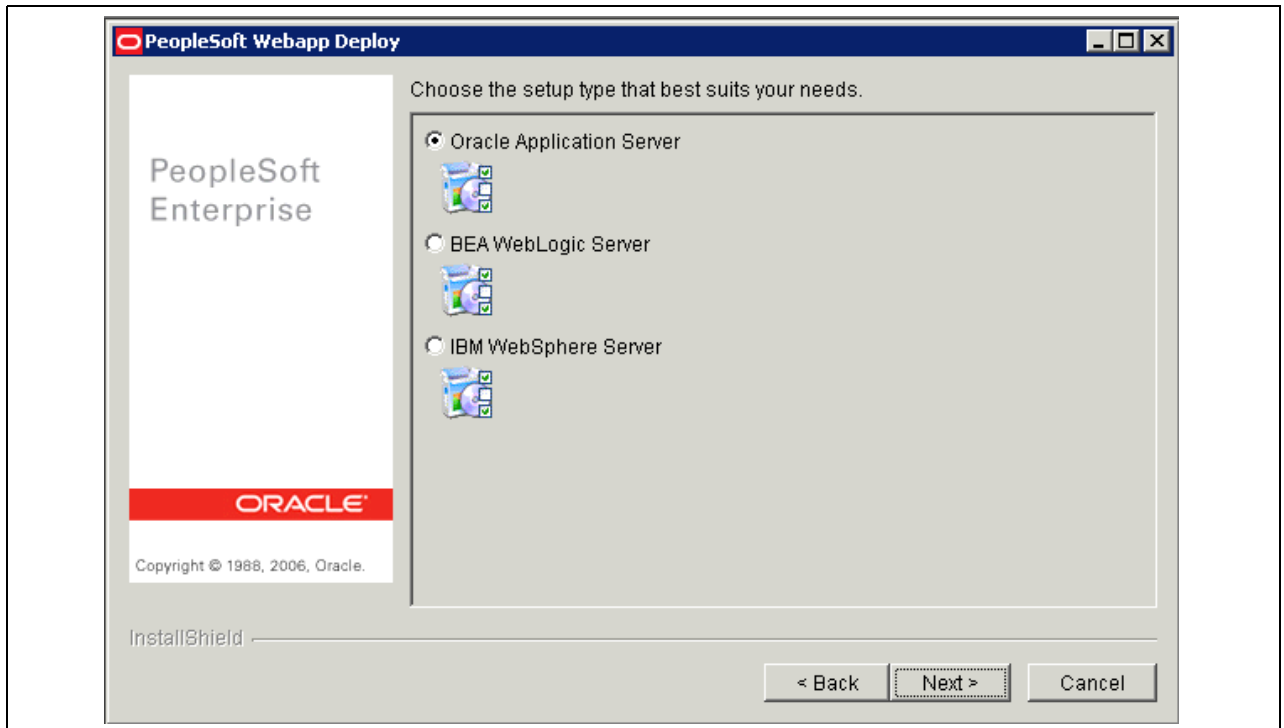 PeopleSoft Webapp Deploy
Choose the setup type that best suits your needs.
PeopleSoft
Enterprise
Oracle Application Server
BEA WebLogic Server
IBM WebSphere Server
ORACLE
Copyright © 1988, 2006, Oracle.
InstallShield
< Back
Next >
Cancel